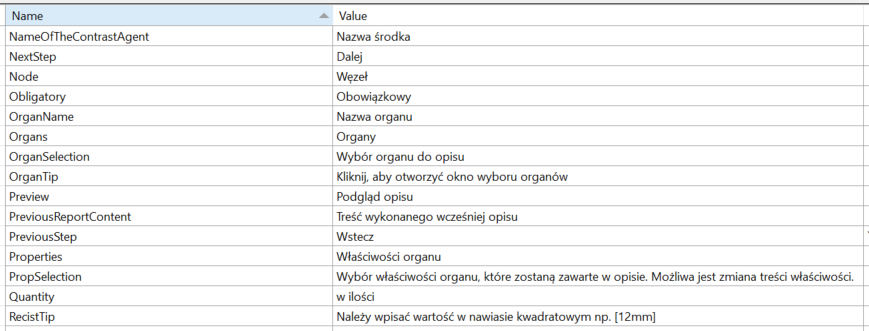 Name Value
NameOfTheContrastAgent Nazwa środka
NextStep Dalej
Node Węzeł
Obligatory Obowiązkowy
OrganName Nazwa organu
Organs Organy
OrganSelection Wybór organu do opisu
OrganTip Kliknij, aby otworzyć okno wyboru organów
Preview Podgląd opisu
PreviousReportContent Treść wykonanego wcześniej opisu
PreviousStep Wstecz
Properties Właściwości organu
PropSelection Wybór właściwości organu, które zostaną zawarte w opisie. Możliwa jest zmiana treści właściwości.
Quantity w ilości
RecistTip Należy wpisać wartość w nawiasie kwadratowym np. [12mm]